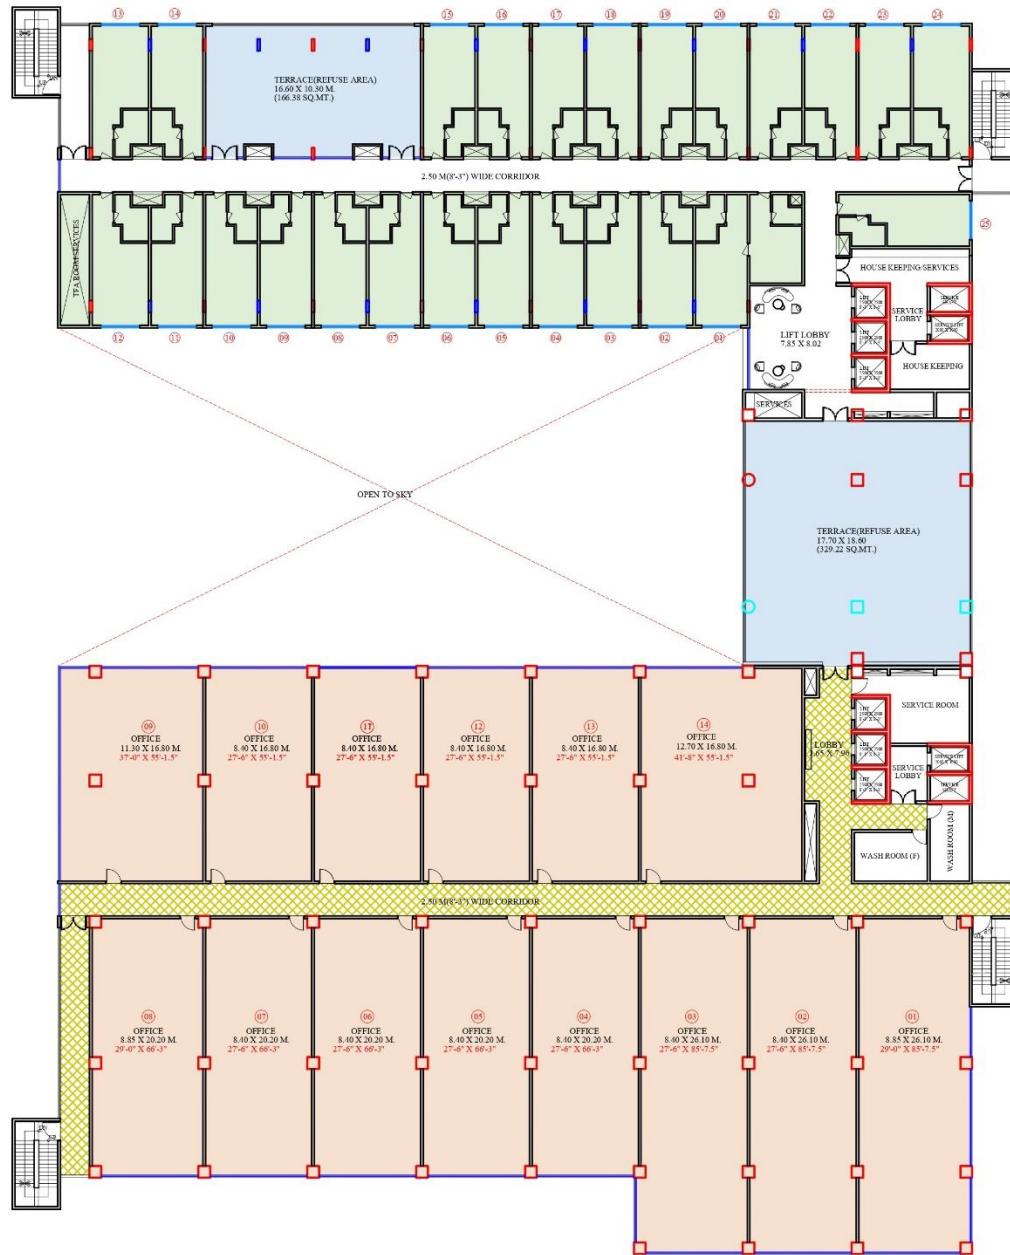 13
14
15
16
17
18
19
20
21
22
23
24
TERRACE(REFUSE AREA)
16.60 X 10.30 M.
(166.38 SQ.MT.)
2.50 M(8'-3") WIDE CORRIDOR
25
HOUSE KEEPING/SERVICES
LIFT
LIFT
LIFT
SERVICE
LOBBY
LIFT LOBBY
7.85 X 8.02
HOUSE KEEPING
12
11
10
09
08
07
06
05
04
03
02
01
SERVICES
OPEN TO SKY
TERRACE(REFUSE AREA)
17.70 X 18.60
(329.22 SQ.MT.)
09
OFFICE
11.30 X 16.80 M.
37'-0" X 55'-1.5"
10
OFFICE
8.40 X 16.80 M.
27'-6" X 55'-1.5"
11
OFFICE
8.40 X 16.80 M.
27'-6" X 55'-1.5"
12
OFFICE
8.40 X 16.80 M.
27'-6" X 55'-1.5"
13
OFFICE
8.40 X 16.80 M.
27'-6" X 55'-1.5"
14
OFFICE
12.70 X 16.80 M.
41'-8" X 55'-1.5"
LOBBY
SERVICE ROOM
LIFT
LIFT
LIFT
SERVICE
LOBBY
WASH ROOM (F)
WASH ROOM (M)
2.50 M(8'-3") WIDE CORRIDOR
08
OFFICE
8.85 X 20.20 M.
29'-0" X 66'-3"
07
OFFICE
8.40 X 20.20 M.
27'-6" X 66'-3"
06
OFFICE
8.40 X 20.20 M.
27'-6" X 66'-3"
05
OFFICE
8.40 X 20.20 M.
27'-6" X 66'-3"
04
OFFICE
8.40 X 20.20 M.
27'-6" X 66'-3"
03
OFFICE
8.40 X 26.10 M.
27'-6" X 85'-7.5"
02
OFFICE
8.40 X 26.10 M.
27'-6" X 85'-7.5"
01
OFFICE
8.85 X 26.10 M.
29'-0" X 85'-7.5"